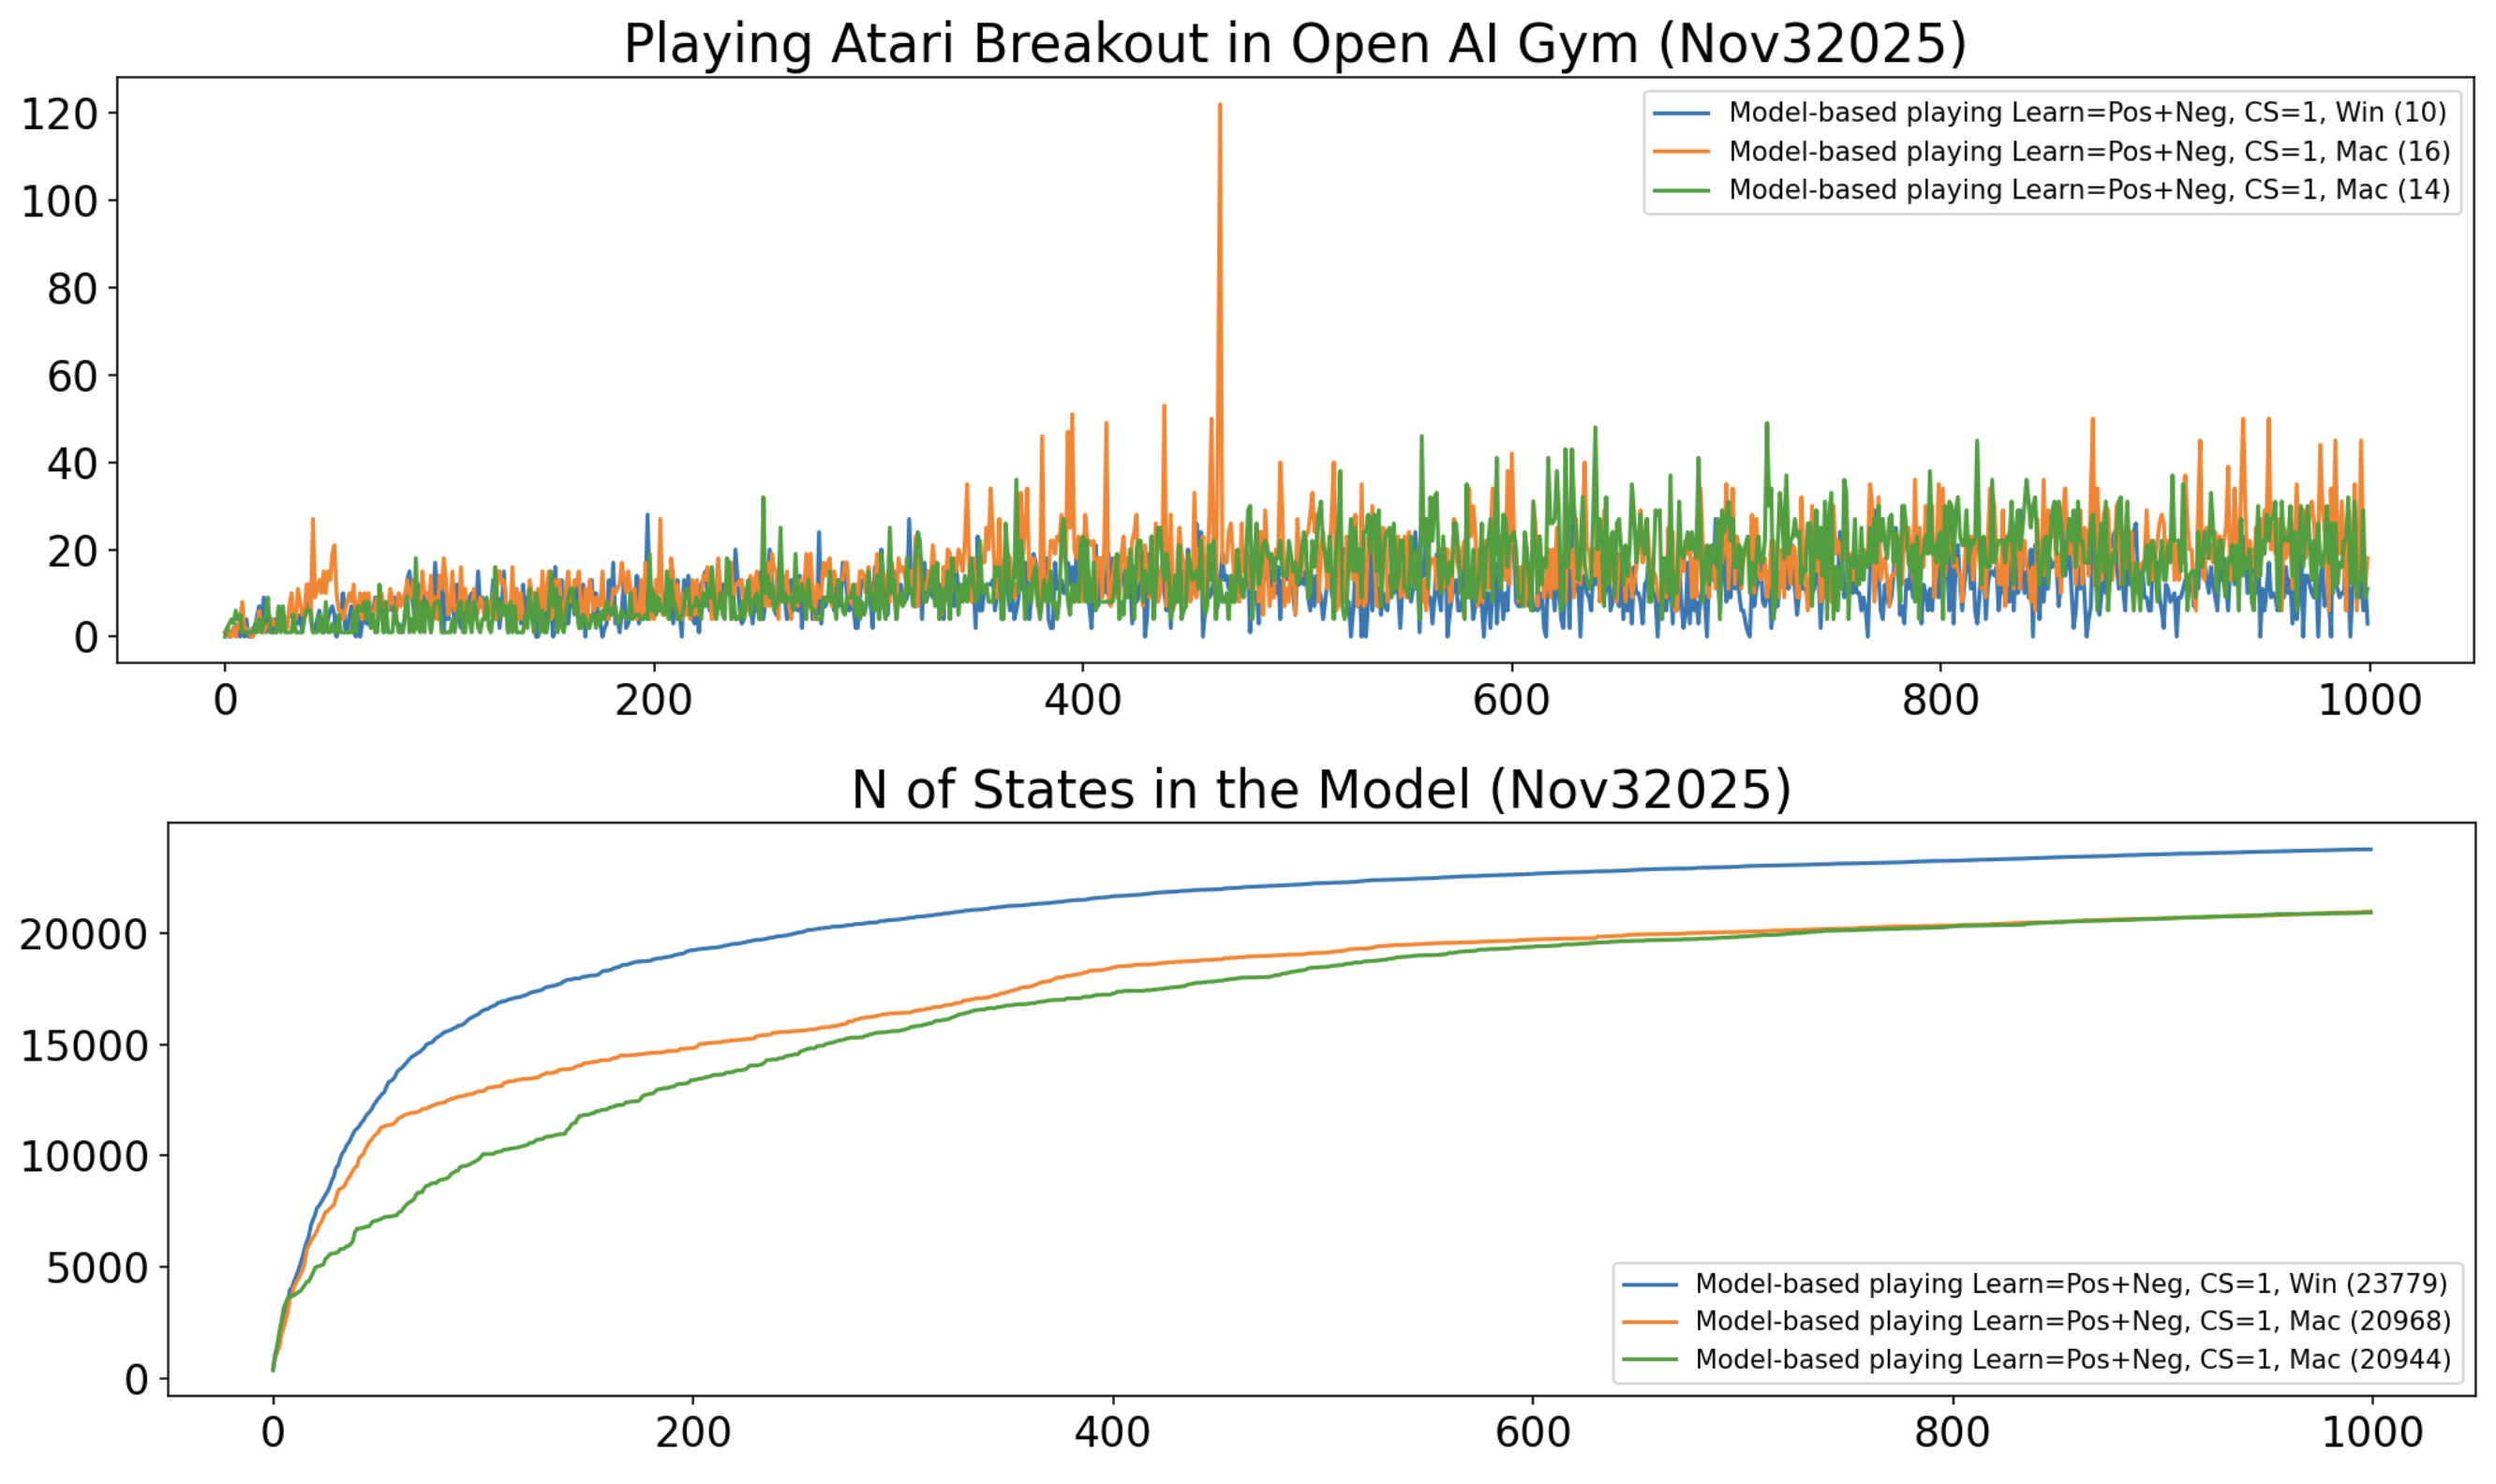 Playing Atari Breakout in Open AI Gym (Nov32025)
120
100
80
60
40
20
0
Model-based playing Learn=Pos+Neg, CS=1, Win (10)
Model-based playing Learn=Pos+Neg, CS=1, Mac (16)
Model-based playing Learn=Pos+Neg, CS=1, Mac (14)
0 200 400 600 800 1000
N of States in the Model (Nov32025)
20000
15000
10000
5000
0
Model-based playing Learn=Pos+Neg, CS=1, Win (23779)
Model-based playing Learn=Pos+Neg, CS=1, Mac (20968)
Model-based playing Learn=Pos+Neg, CS=1, Mac (20944)
0 200 400 600 800 1000